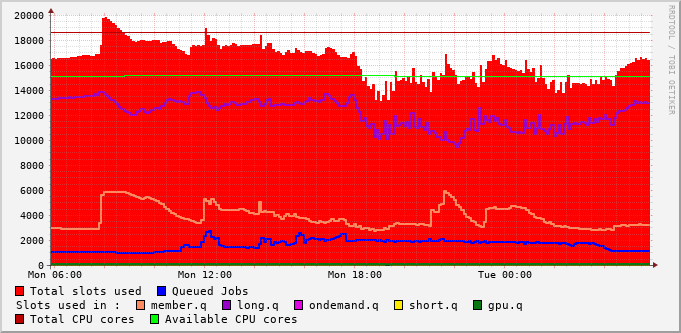 20000
18000
16000
14000
12000
10000
8000
6000
4000
2000
0
Mon 06:00 Mon 12:00 Mon 18:00 Tue 00:00
Total slots used Queued Jobs
Slots used in : member.q long.q ondemand.q short.q gpu.q
Total CPU cores Available CPU cores
RRDTOOL / TOBI OETIKER